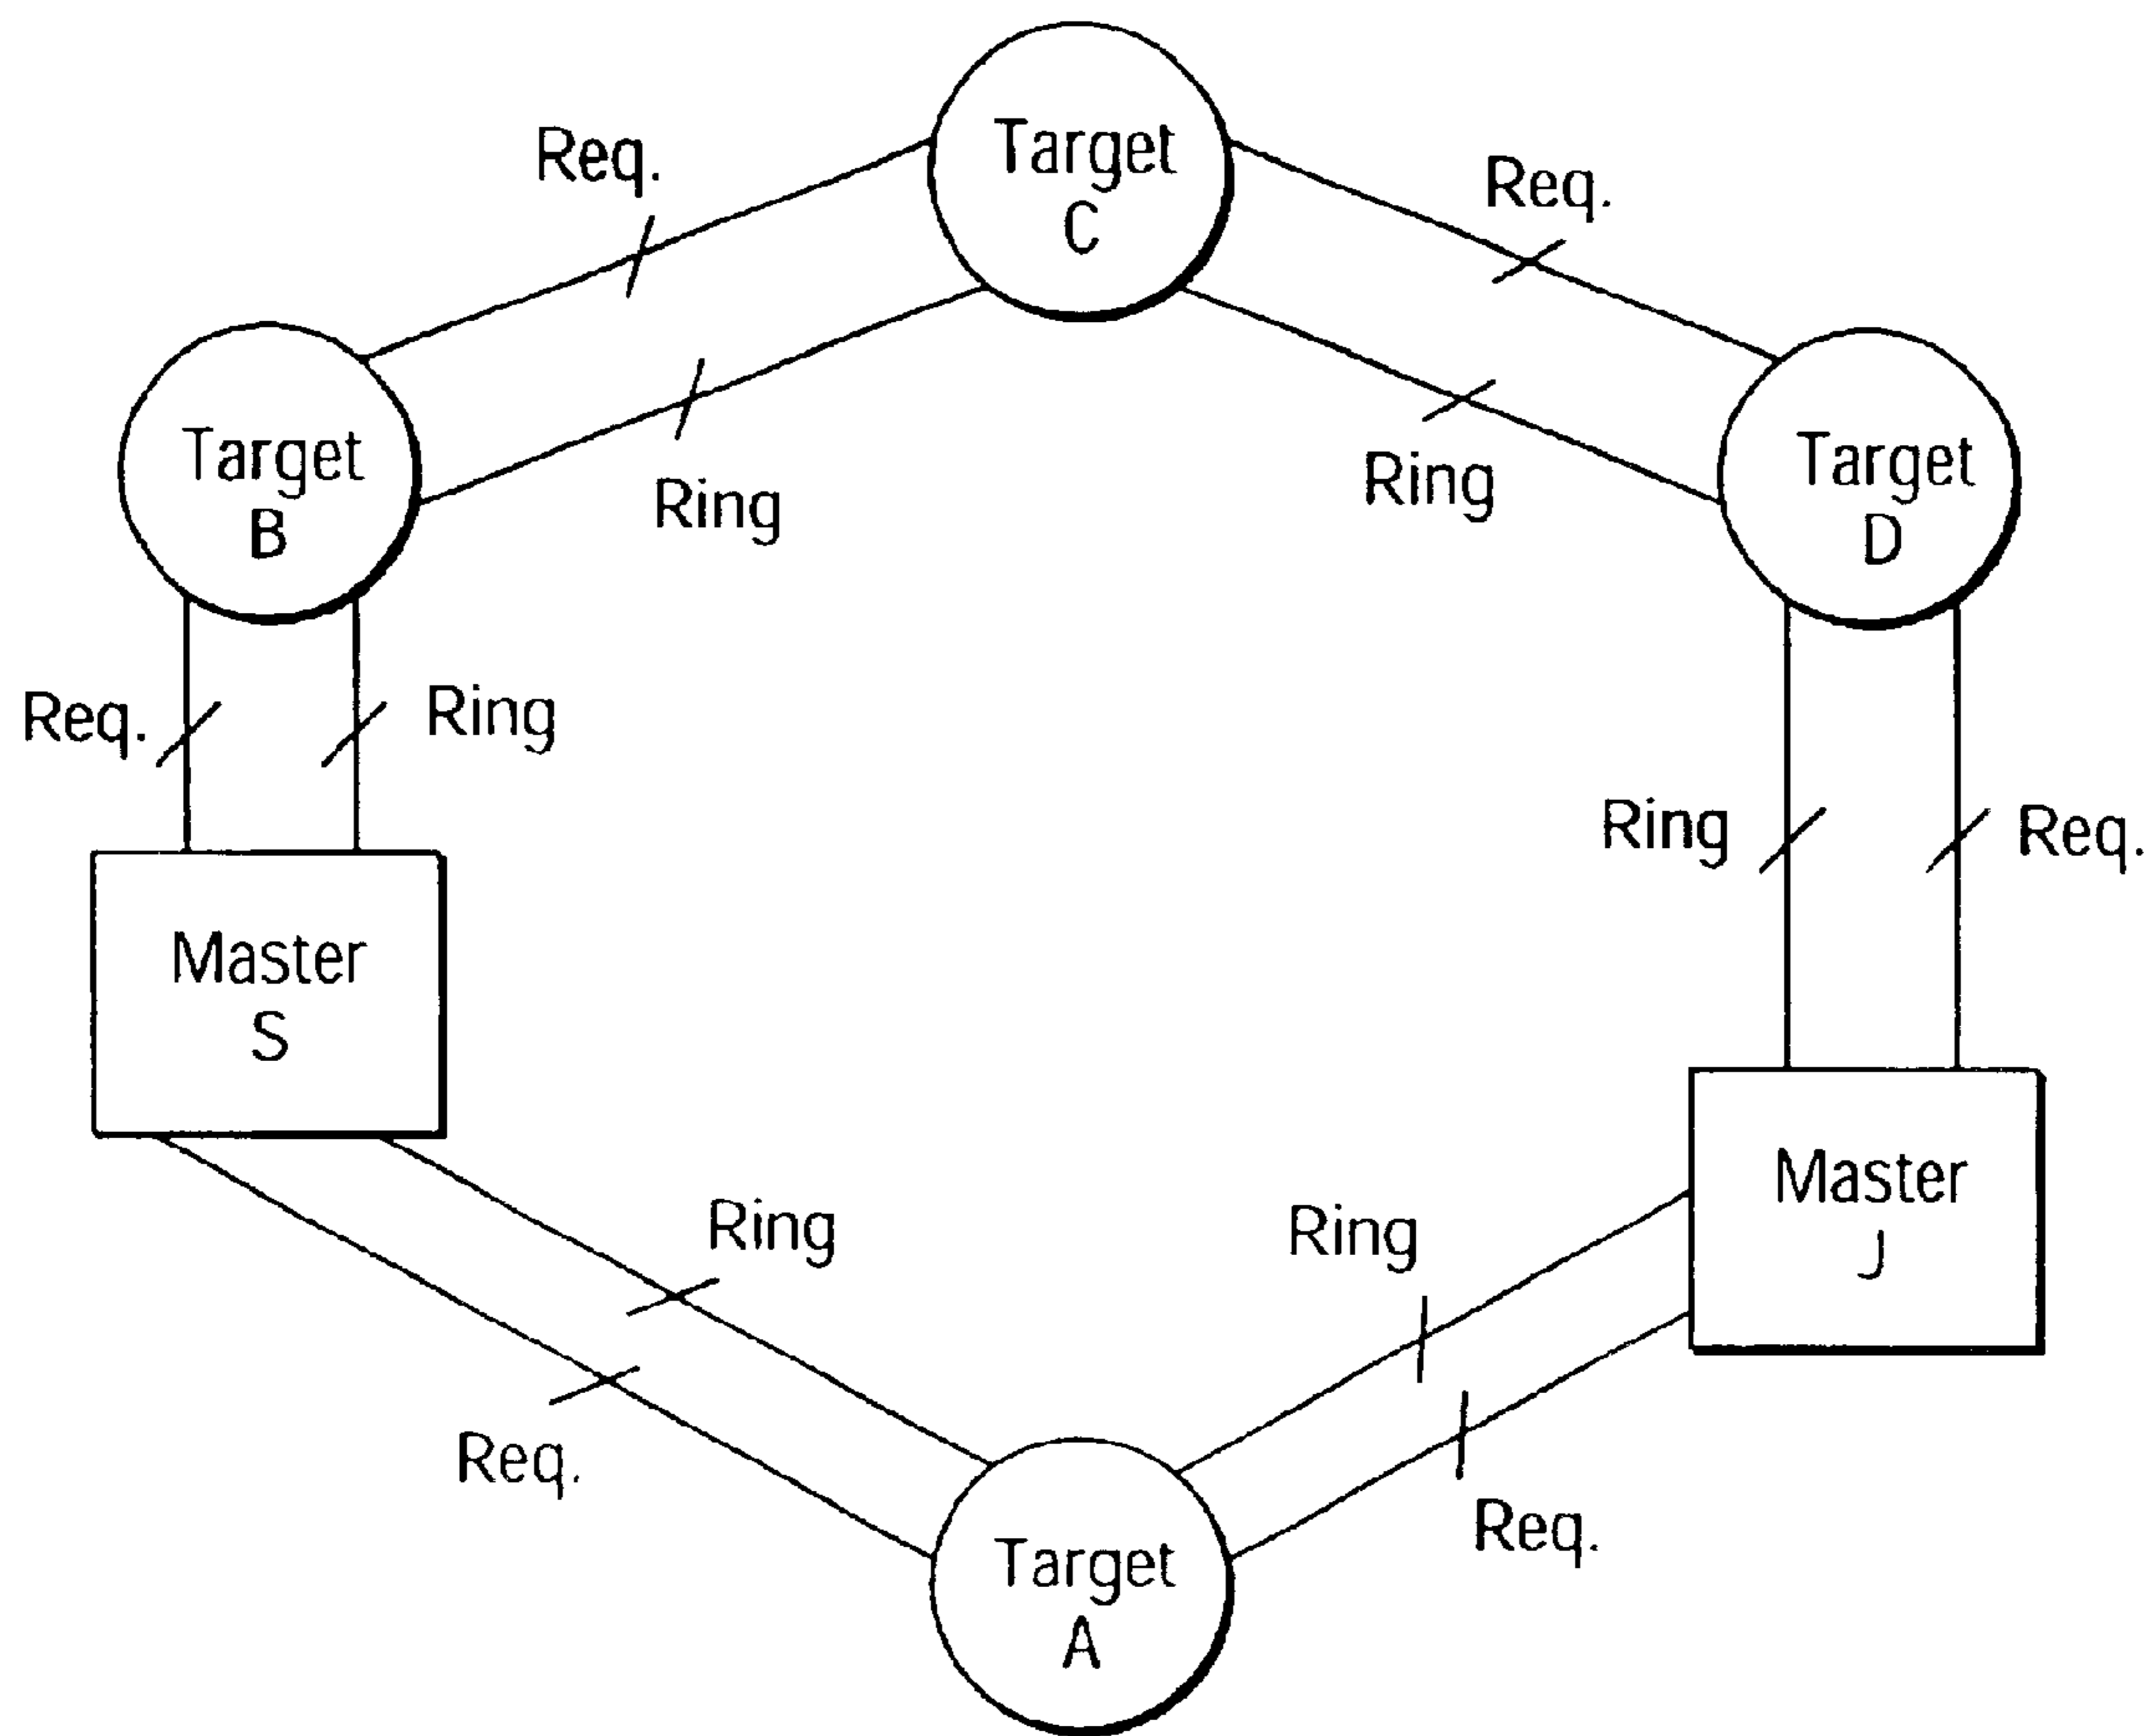 Target
C
Req.
Req.
Target
B
Ring
Ring
Target
D
Req.
Ring
Ring
Req.
Master
S
Master
J
Ring
Ring
Req.
Req.
Target
A